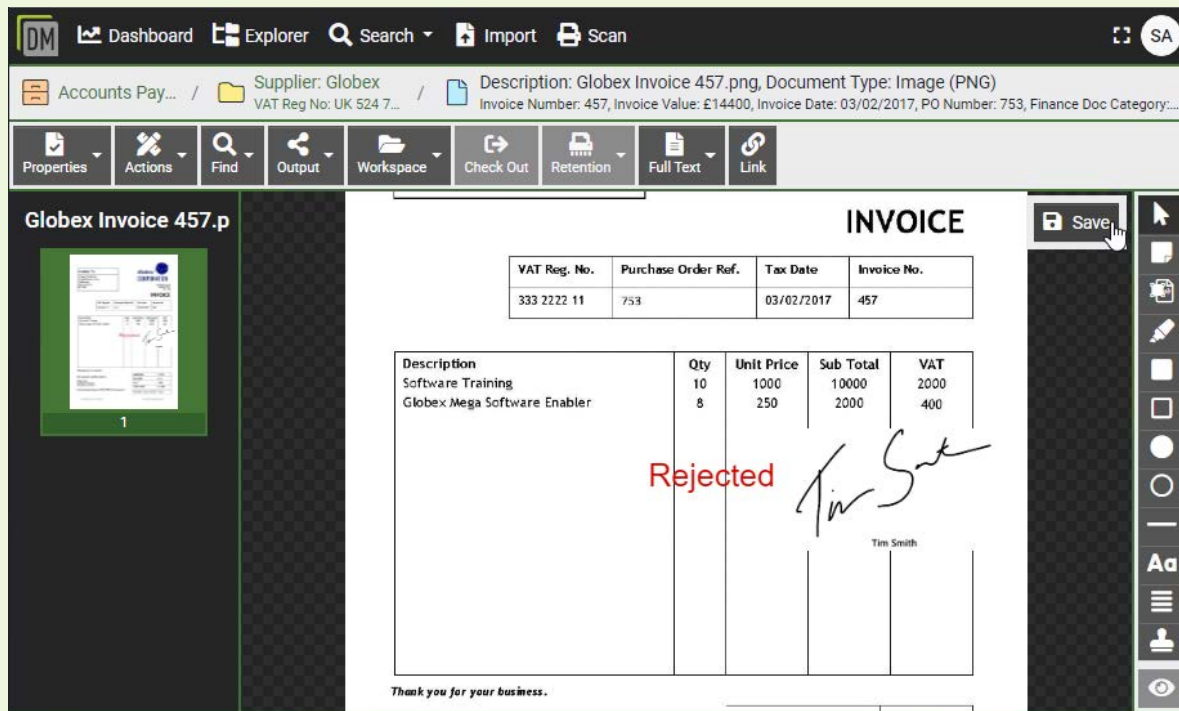 DM Dashboard Explorer Search Import Scan SA
Accounts Pay... / Supplier: Globex / Description: Globex Invoice 457.png, Document Type: Image (PNG)
VAT Reg No: UK 524 7... Invoice Number: 457, Invoice Value: £14400, Invoice Date: 03/02/2017, PO Number: 753, Finance Doc Category:...
Properties Actions Find Output Workspace Check Out Retention Full Text Link
Globex Invoice 457.p
1
INVOICE
Save
VAT Reg. No. Purchase Order Ref. Tax Date Invoice No.
333 2222 11 753 03/02/2017 457
Description Qty Unit Price Sub Total VAT
Software Training 10 1000 10000 2000
Globex Mega Software Enabler 8 250 2000 400
Rejected
Tim Smith
Tim Smith
Thank you for your business.
Aa